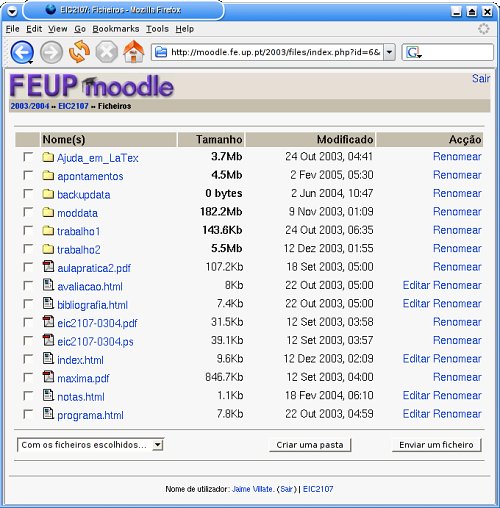 EIC2107: Ficheiros - Mozilla Firefox
File Edit View Go Bookmarks Tools Help
http://moodle.fe.up.pt/2003/files/index.php?id=6& G
FEUP moodle Sair
2003/2004 » EIC2107 » Ficheiros
Nome(s) Tamanho Modificado Acção
Ajuda_em_LaTex 3.7Mb 24 Out 2003, 04:41 Renomear
apontamentos 4.5Mb 2 Fev 2005, 05:30 Renomear
backupdata 0 bytes 2 Jun 2004, 10:47 Renomear
moddata 182.2Mb 9 Nov 2003, 01:09 Renomear
trabalho1 143.6Kb 24 Out 2003, 06:35 Renomear
trabalho2 5.5Mb 12 Dez 2003, 01:55 Renomear
aulapratica2.pdf 107.2Kb 18 Set 2003, 05:00 Renomear
avaliacao.html 8Kb 22 Out 2003, 05:00 Editar Renomear
bibliografia.html 7.4Kb 22 Out 2003, 05:00 Editar Renomear
eic2107-0304.pdf 31.5Kb 12 Set 2003, 03:58 Renomear
eic2107-0304.ps 39.1Kb 12 Set 2003, 03:57 Renomear
index.html 9.6Kb 12 Dez 2003, 02:09 Editar Renomear
maxima.pdf 846.7Kb 12 Set 2003, 04:00 Renomear
notas.html 1.1Kb 18 Fev 2004, 06:10 Editar Renomear
programa.html 7.8Kb 22 Out 2003, 04:59 Editar Renomear
Com os ficheiros escolhidos... Criar uma pasta Enviar um ficheiro
Nome de utilizador: Jaime Villate. (Sair) | EIC2107